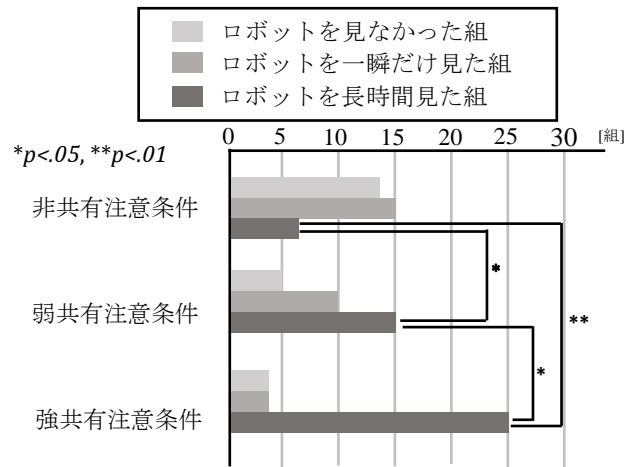 ロボットを見なかった組
ロボットを一瞬だけ見た組
ロボットを長時間見た組
*p<.05, **p<.01
0 5 10 15 20 25 30 [組]
非共有注意条件
*
弱共有注意条件
**
*
強共有注意条件